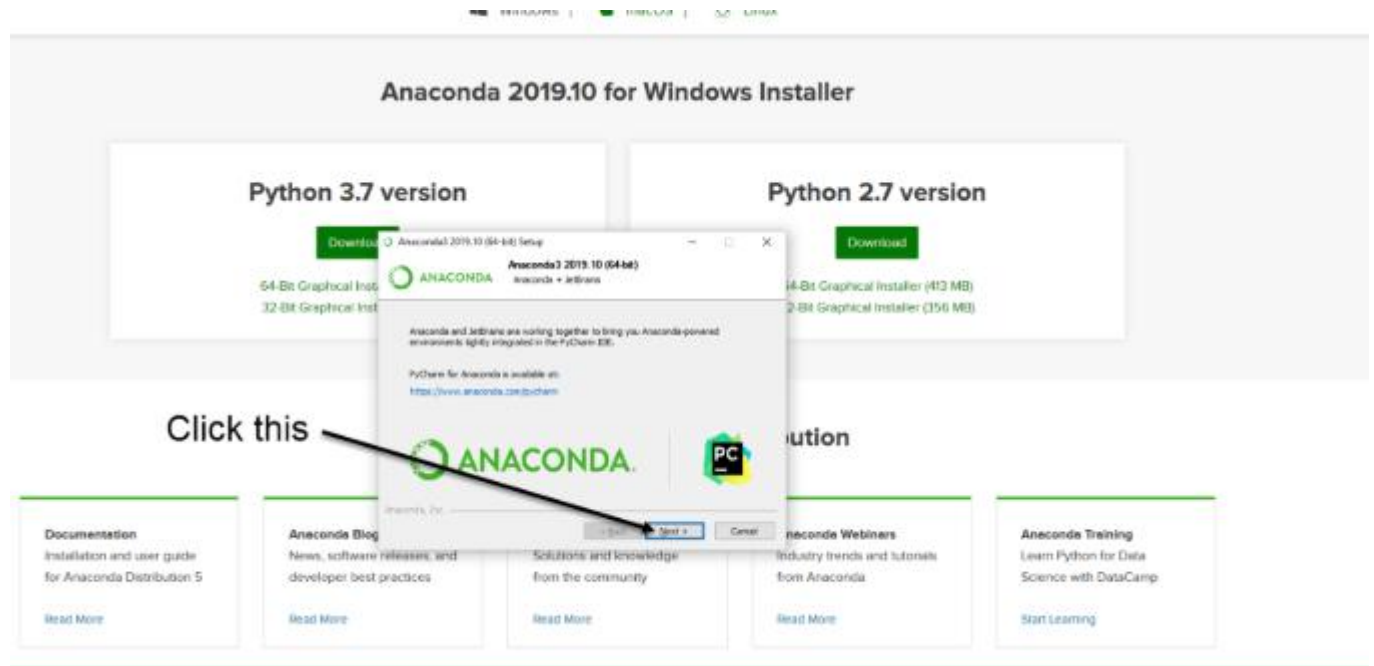 Windows | macOS | Linux
Anaconda 2019.10 for Windows Installer
Python 3.7 version
Download
64-Bit Graphical
32-Bit Graphical
Python 2.7 version
Download
64-Bit Graphical Installer (413 MB)
32-Bit Graphical Installer (356 MB)
Anaconda3 2019.10 (64-bit) Setup
ANACONDA
Anaconda3 2019.10 (64-bit)
Anaconda + JetBrains
Anaconda and JetBrains are working together to bring you Anaconda-powered
environments tightly integrated in the PyCharm IDE.
PyCharm for Anaconda is available at:
https://www.anaconda.com/pycharm
ANACONDA.
PC
Anaconda, Inc.
Next >
Cancel
Click this
Documentation
Installation and user guide
for Anaconda Distribution 5
Read More
Anaconda Blog
News, software releases, and
developer best practices
Read More
Solutions and knowledge
from the community
Read More
Anaconda Webinars
Industry trends and tutorials
from Anaconda
Read More
Anaconda Training
Learn Python for Data
Science with DataCamp
Start Learning